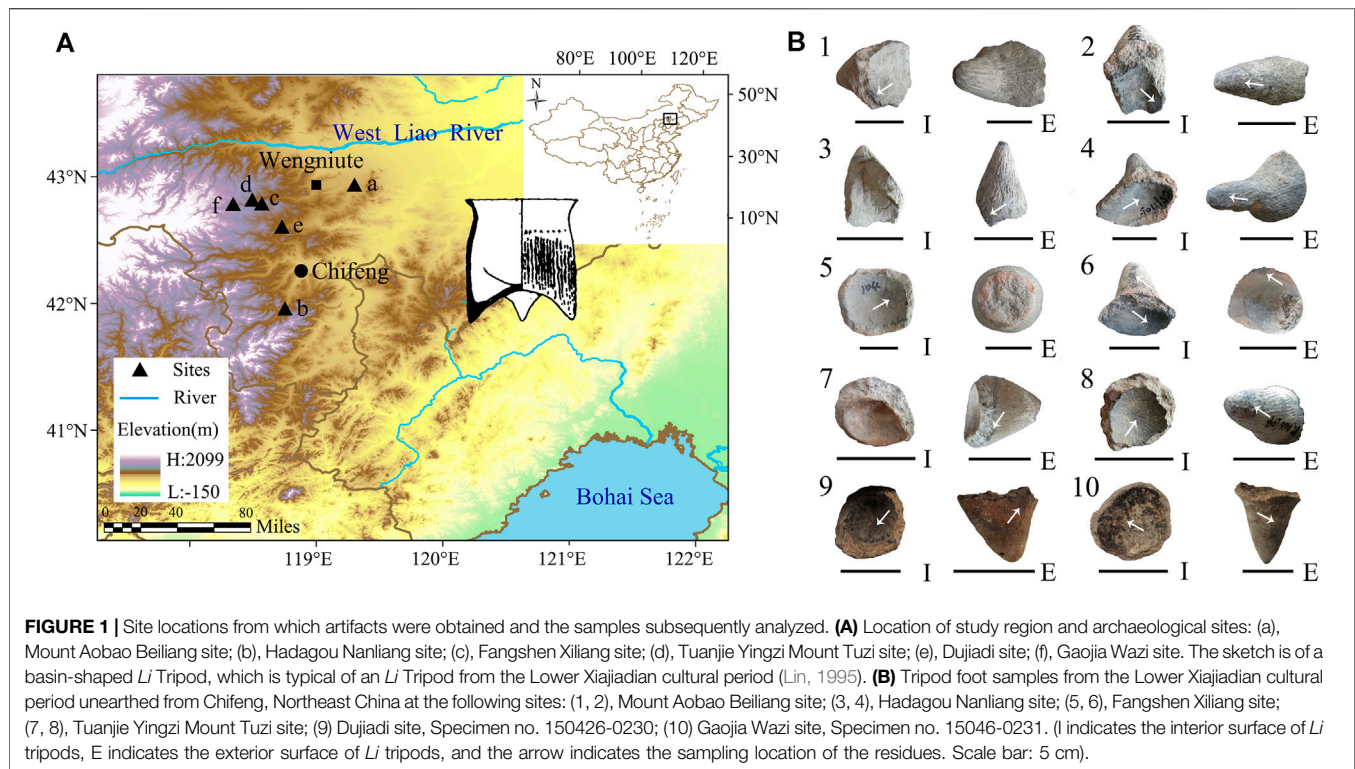 A
80°E 100°E 120°E
N
50°N
30°N
10°N
West Liao River
Wengniute
43°N
42°N
41°N
a
d
c
f
e
Chifeng
b
Sites
River
Elevation(m)
H:2099
L:-150
0 20 40 80
Miles
Bohai Sea
119°E 120°E 121°E 122°E
B
1 I E 2 I E
3 I E 4 I E
5 I E 6 I E
7 I E 8 I E
9 I E 10 I E
FIGURE 1 | Site locations from which artifacts were obtained and the samples subsequently analyzed. (A) Location of study region and archaeological sites: (a),
Mount Aobao Beiliang site; (b), Hadagou Nanliang site; (c), Fangshen Xiliang site; (d), Tuanjie Yingzi Mount Tuzi site; (e), Dujiadi site; (f), Gaojia Wazi site. The sketch is of a
basin-shaped Li Tripod, which is typical of an Li Tripod from the Lower Xiajiadian cultural period (Lin, 1995). (B) Tripod foot samples from the Lower Xiajiadian cultural
period unearthed from Chifeng, Northeast China at the following sites: (1, 2), Mount Aobao Beiliang site; (3, 4), Hadagou Nanliang site; (5, 6), Fangshen Xiliang site;
(7, 8), Tuanjie Yingzi Mount Tuzi site; (9) Dujiadi site, Specimen no. 150426-0230; (10) Gaojia Wazi site, Specimen no. 15046-0231. (I indicates the interior surface of Li
tripods, E indicates the exterior surface of Li tripods, and the arrow indicates the sampling location of the residues. Scale bar: 5 cm).